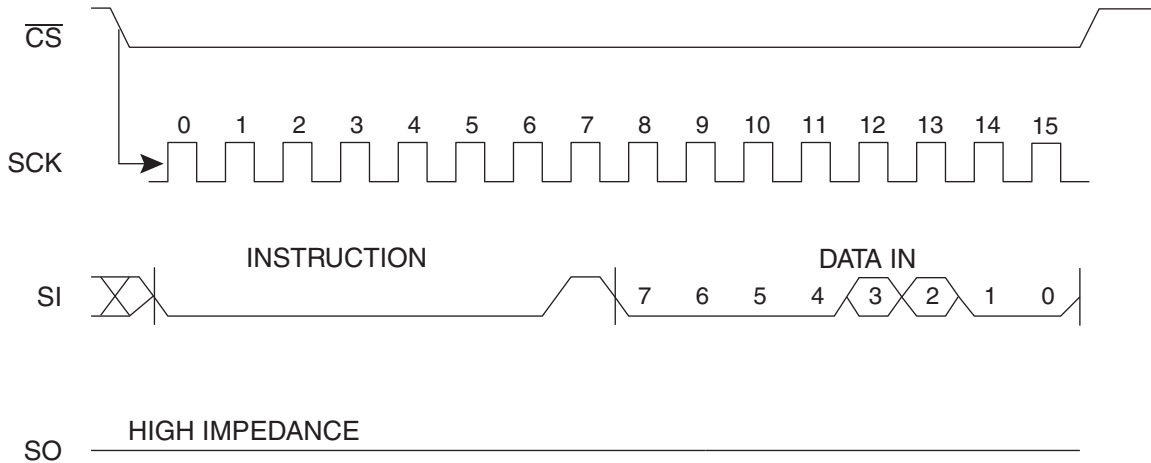 CS
0 1 2 3 4 5 6 7 8 9 10 11 12 13 14 15
SCK
INSTRUCTION DATA IN
SI 7 6 5 4 3 2 1 0
HIGH IMPEDANCE
SO